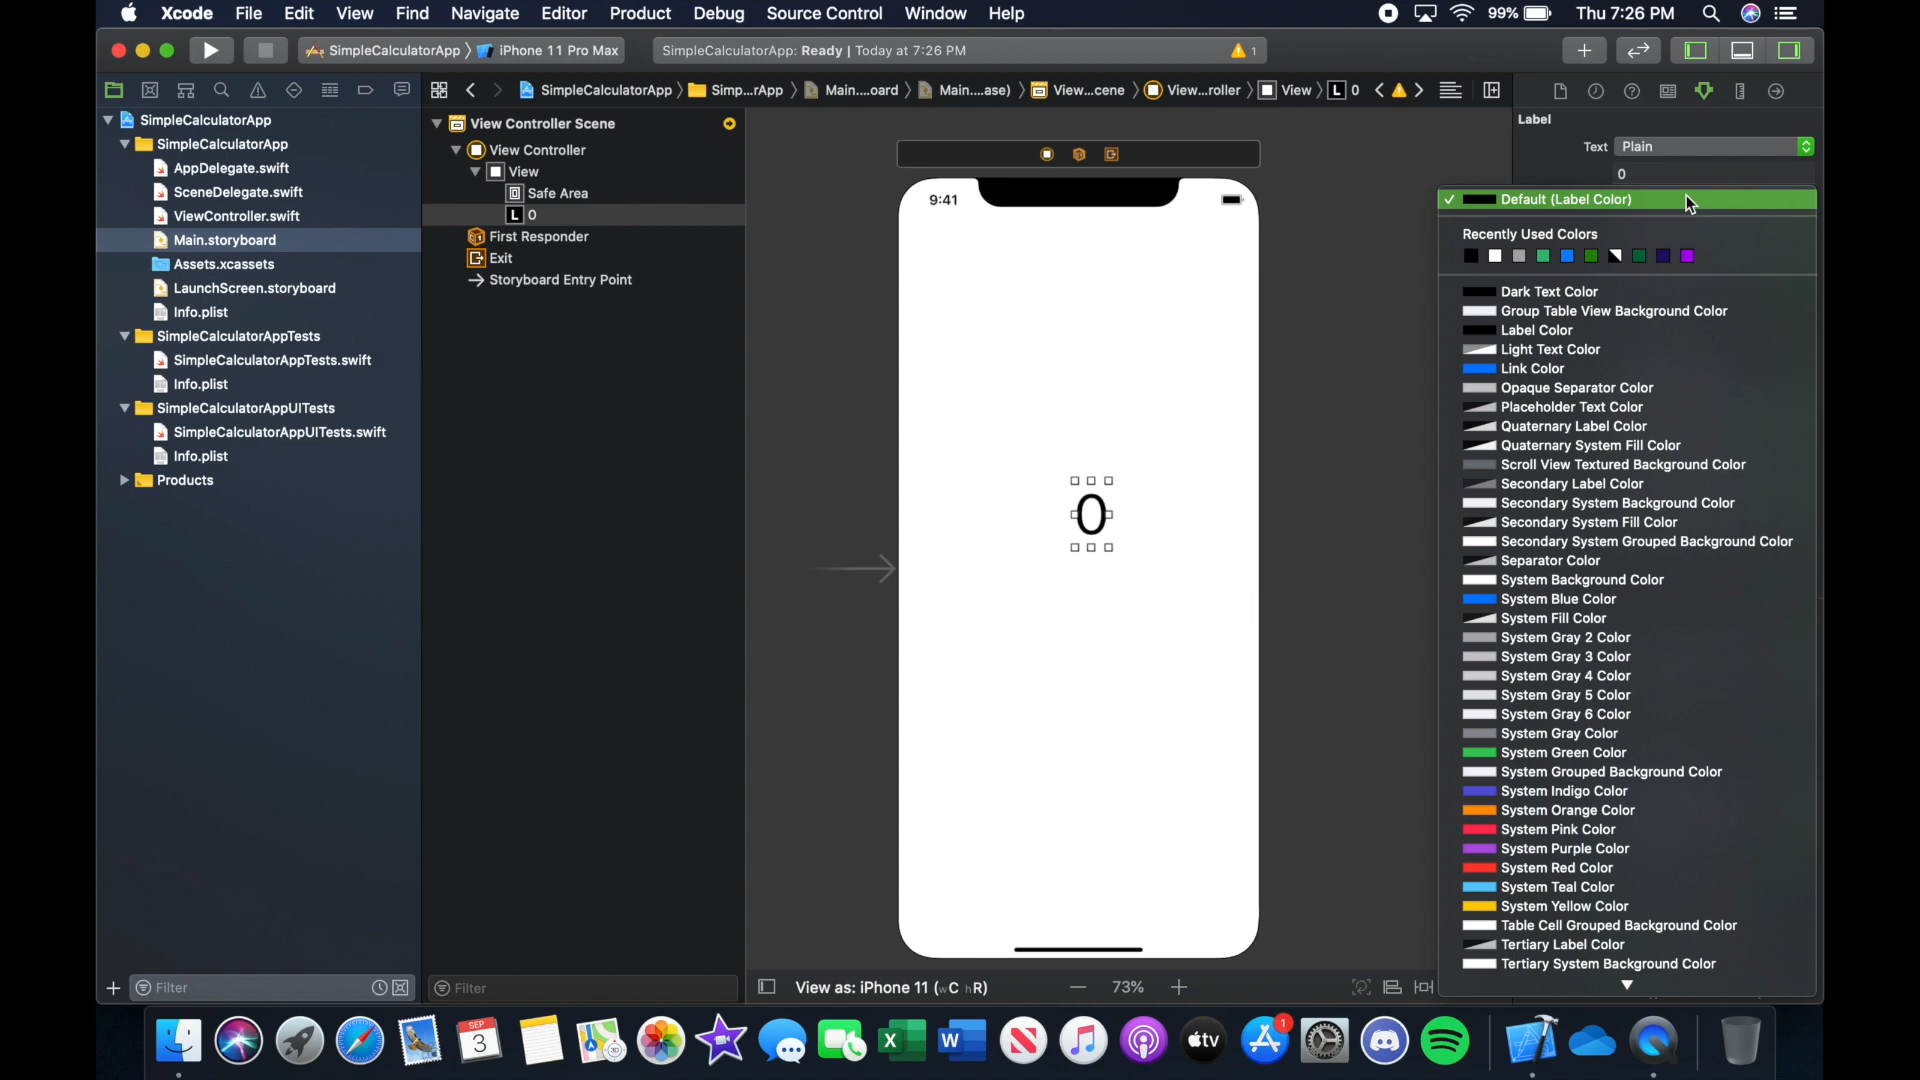 Xcode File Edit View Find Navigate Editor Product Debug Source Control Window Help 99% Thu 7:26 PM
SimpleCalculatorApp iPhone 11 Pro Max SimpleCalculatorApp: Ready | Today at 7:26 PM 1
SimpleCalculatorApp Simp...rApp Main....oard Main....ase) View...cene View...roller View L 0
SimpleCalculatorApp
SimpleCalculatorApp
AppDelegate.swift
SceneDelegate.swift
ViewController.swift
Main.storyboard
Assets.xcassets
LaunchScreen.storyboard
Info.plist
SimpleCalculatorAppTests
SimpleCalculatorAppTests.swift
Info.plist
SimpleCalculatorAppUITests
SimpleCalculatorAppUITests.swift
Info.plist
Products
Filter
View Controller Scene
View Controller
View
Safe Area
L 0
First Responder
Exit
Storyboard Entry Point
Filter
9:41
0
View as: iPhone 11 (wC hR) 73%
Label
Text Plain
0
Default (Label Color)
Recently Used Colors
Dark Text Color
Group Table View Background Color
Label Color
Light Text Color
Link Color
Opaque Separator Color
Placeholder Text Color
Quaternary Label Color
Quaternary System Fill Color
Scroll View Textured Background Color
Secondary Label Color
Secondary System Background Color
Secondary System Fill Color
Secondary System Grouped Background Color
Separator Color
System Background Color
System Blue Color
System Fill Color
System Gray 2 Color
System Gray 3 Color
System Gray 4 Color
System Gray 5 Color
System Gray 6 Color
System Gray Color
System Green Color
System Grouped Background Color
System Indigo Color
System Orange Color
System Pink Color
System Purple Color
System Red Color
System Teal Color
System Yellow Color
Table Cell Grouped Background Color
Tertiary Label Color
Tertiary System Background Color
SEP
3
X
W
N
tv
1